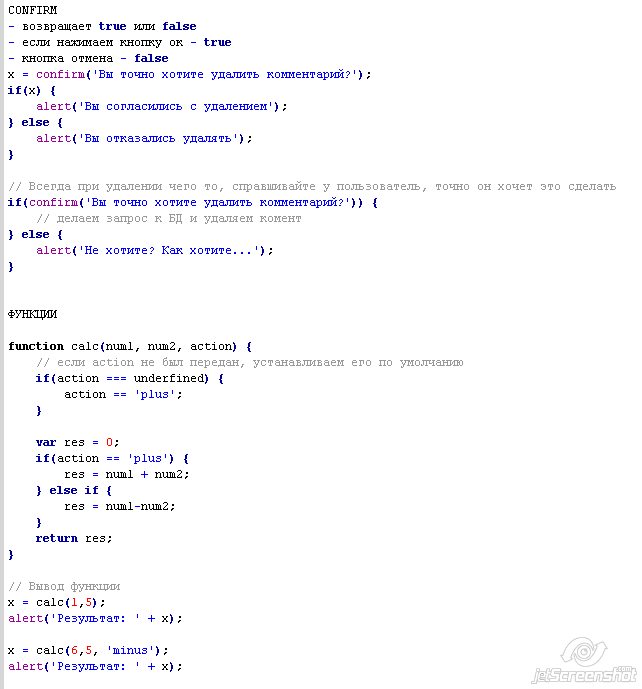 CONFIRM
- возвращает true или false
- если нажимаем кнопку ок - true
- кнопка отмена - false
x = confirm('Вы точно хотите удалить комментарий?');
if(x) {
    alert('Вы согласились с удалением');
} else {
    alert('Вы отказались удалять');
}
// Всегда при удалении чего то, справшивайте у пользователь, точно он хочет это сделать
if(confirm('Вы точно хотите удалить комментарий?')) {
    // делаем запрос к БД и удаляем комент
} else {
    alert('Не хотите? Как хотите...');
}
ФУНКЦИИ
function calc(num1, num2, action) {
    // если action не был передан, устанавливаем его по умолчанию
    if(action === underfined) {
        action == 'plus';
    }
    var res = 0;
    if(action == 'plus') {
        res = num1 + num2;
    } else if {
        res = num1-num2;
    }
    return res;
}
// Вывод функции
x = calc(1,5);
alert('Результат: ' + x);
x = calc(6,5, 'minus');
alert('Результат: ' + x);
jetScreenshot.com